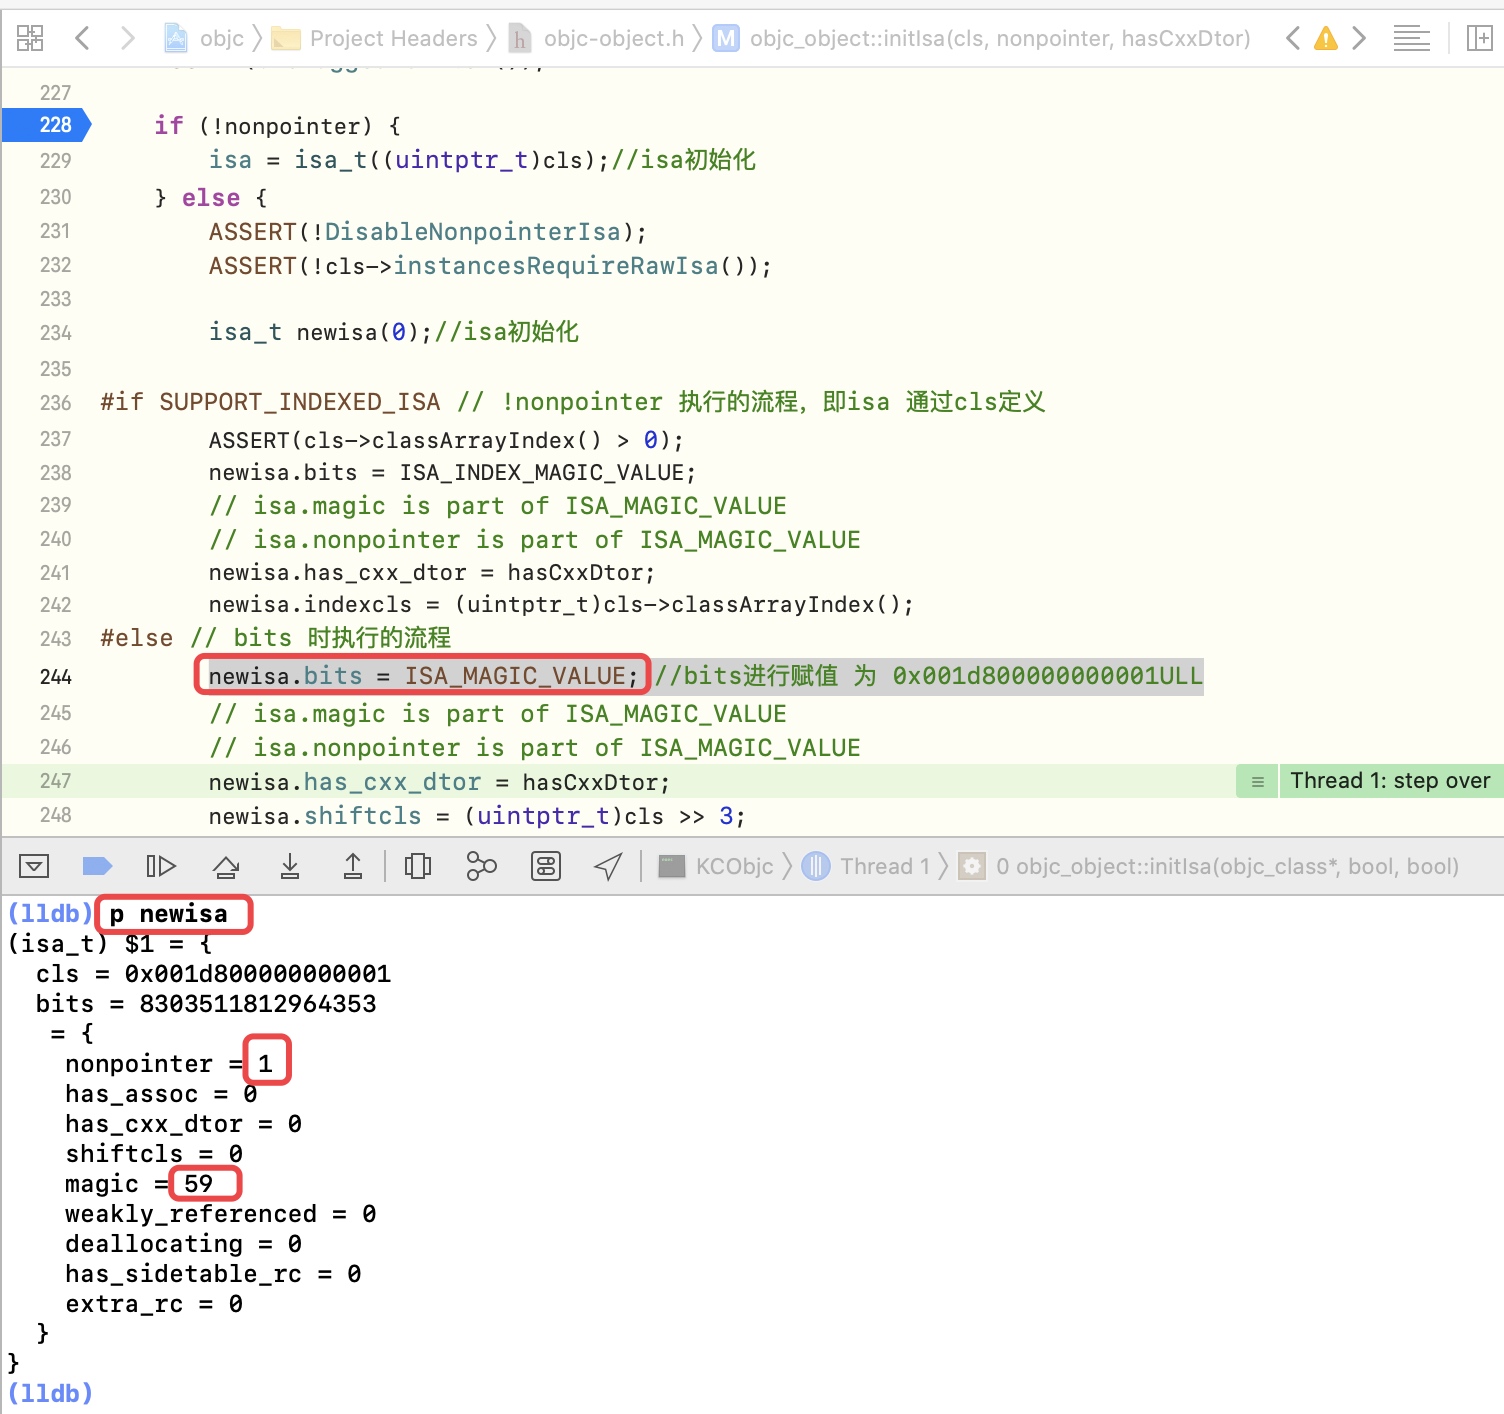 objc Project Headers objc-object.h M objc_object::initIsa(cls, nonpointer, hasCxxDtor)
227
228 if (!nonpointer) {
229 isa = isa_t((uintptr_t)cls);//isa初始化
230 } else {
231 ASSERT(!DisableNonpointerIsa);
232 ASSERT(!cls->instancesRequireRawIsa());
233
234 isa_t newisa(0);//isa初始化
235
236 #if SUPPORT_INDEXED_ISA // !nonpointer 执行的流程，即isa 通过cls定义
237 ASSERT(cls->classArrayIndex() > 0);
238 newisa.bits = ISA_INDEX_MAGIC_VALUE;
239 // isa.magic is part of ISA_MAGIC_VALUE
240 // isa.nonpointer is part of ISA_MAGIC_VALUE
241 newisa.has_cxx_dtor = hasCxxDtor;
242 newisa.indexcls = (uintptr_t)cls->classArrayIndex();
243 #else // bits 时执行的流程
244 newisa.bits = ISA_MAGIC_VALUE; //bits进行赋值 为 0x001d800000000001ULL
245 // isa.magic is part of ISA_MAGIC_VALUE
246 // isa.nonpointer is part of ISA_MAGIC_VALUE
247 newisa.has_cxx_dtor = hasCxxDtor; Thread 1: step over
248 newisa.shiftcls = (uintptr_t)cls >> 3;
KCObjc Thread 1 0 objc_object::initIsa(objc_class*, bool, bool)
(lldb) p newisa
(isa_t) $1 = {
cls = 0x001d800000000001
bits = 8303511812964353
= {
nonpointer = 1
has_assoc = 0
has_cxx_dtor = 0
shiftcls = 0
magic = 59
weakly_referenced = 0
deallocating = 0
has_sidetable_rc = 0
extra_rc = 0
}
}
(lldb)